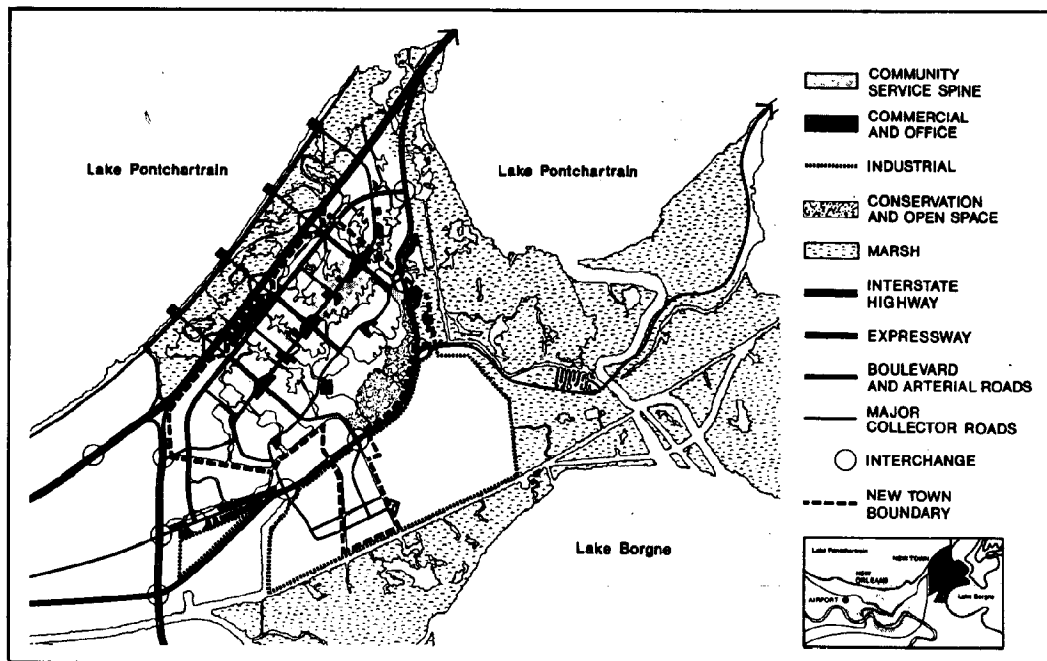 Lake Pontchartrain
Lake Pontchartrain
Lake Borgne
COMMUNITY
SERVICE SPINE
COMMERCIAL
AND OFFICE
INDUSTRIAL
CONSERVATION
AND OPEN SPACE
MARSH
INTERSTATE
HIGHWAY
EXPRESSWAY
BOULEVARD
AND ARTERIAL ROADS
MAJOR
COLLECTOR ROADS
INTERCHANGE
NEW TOWN
BOUNDARY
Lake Pontchartrain
NEW TOWN
NEW
ORLEANS
AIRPORT
Lake Borgne